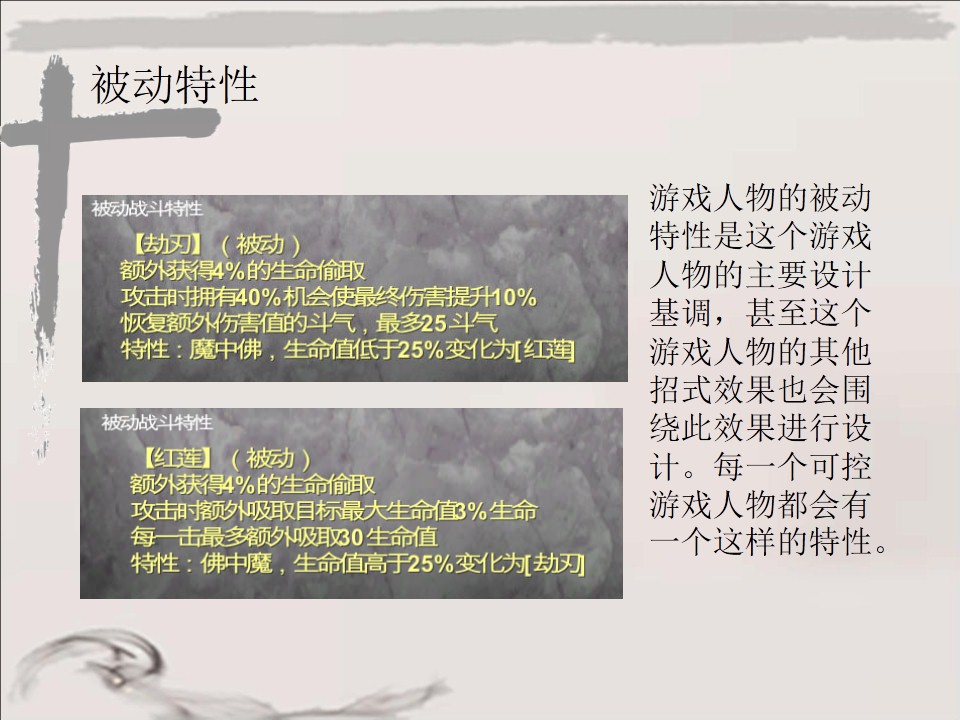 被动特性
被动战斗特性
【劫刃】（被动）
额外获得4%的生命偷取
攻击时拥有40%机会使最终伤害提升10%
恢复额外伤害值的斗气，最多25斗气
特性：魔中佛，生命值低于25%变化为[红莲]
被动战斗特性
【红莲】（被动）
额外获得4%的生命偷取
攻击时额外吸取目标最大生命值3%生命
每一击最多额外吸取30生命值
特性：佛中魔，生命值高于25%变化为[劫刃]
游戏人物的被动
特性是这个游戏
人物的主要设计
基调，甚至这个
游戏人物的其他
招式效果也会围
绕此效果进行设
计。每一个可控
游戏人物都会有
一个这样的特性。